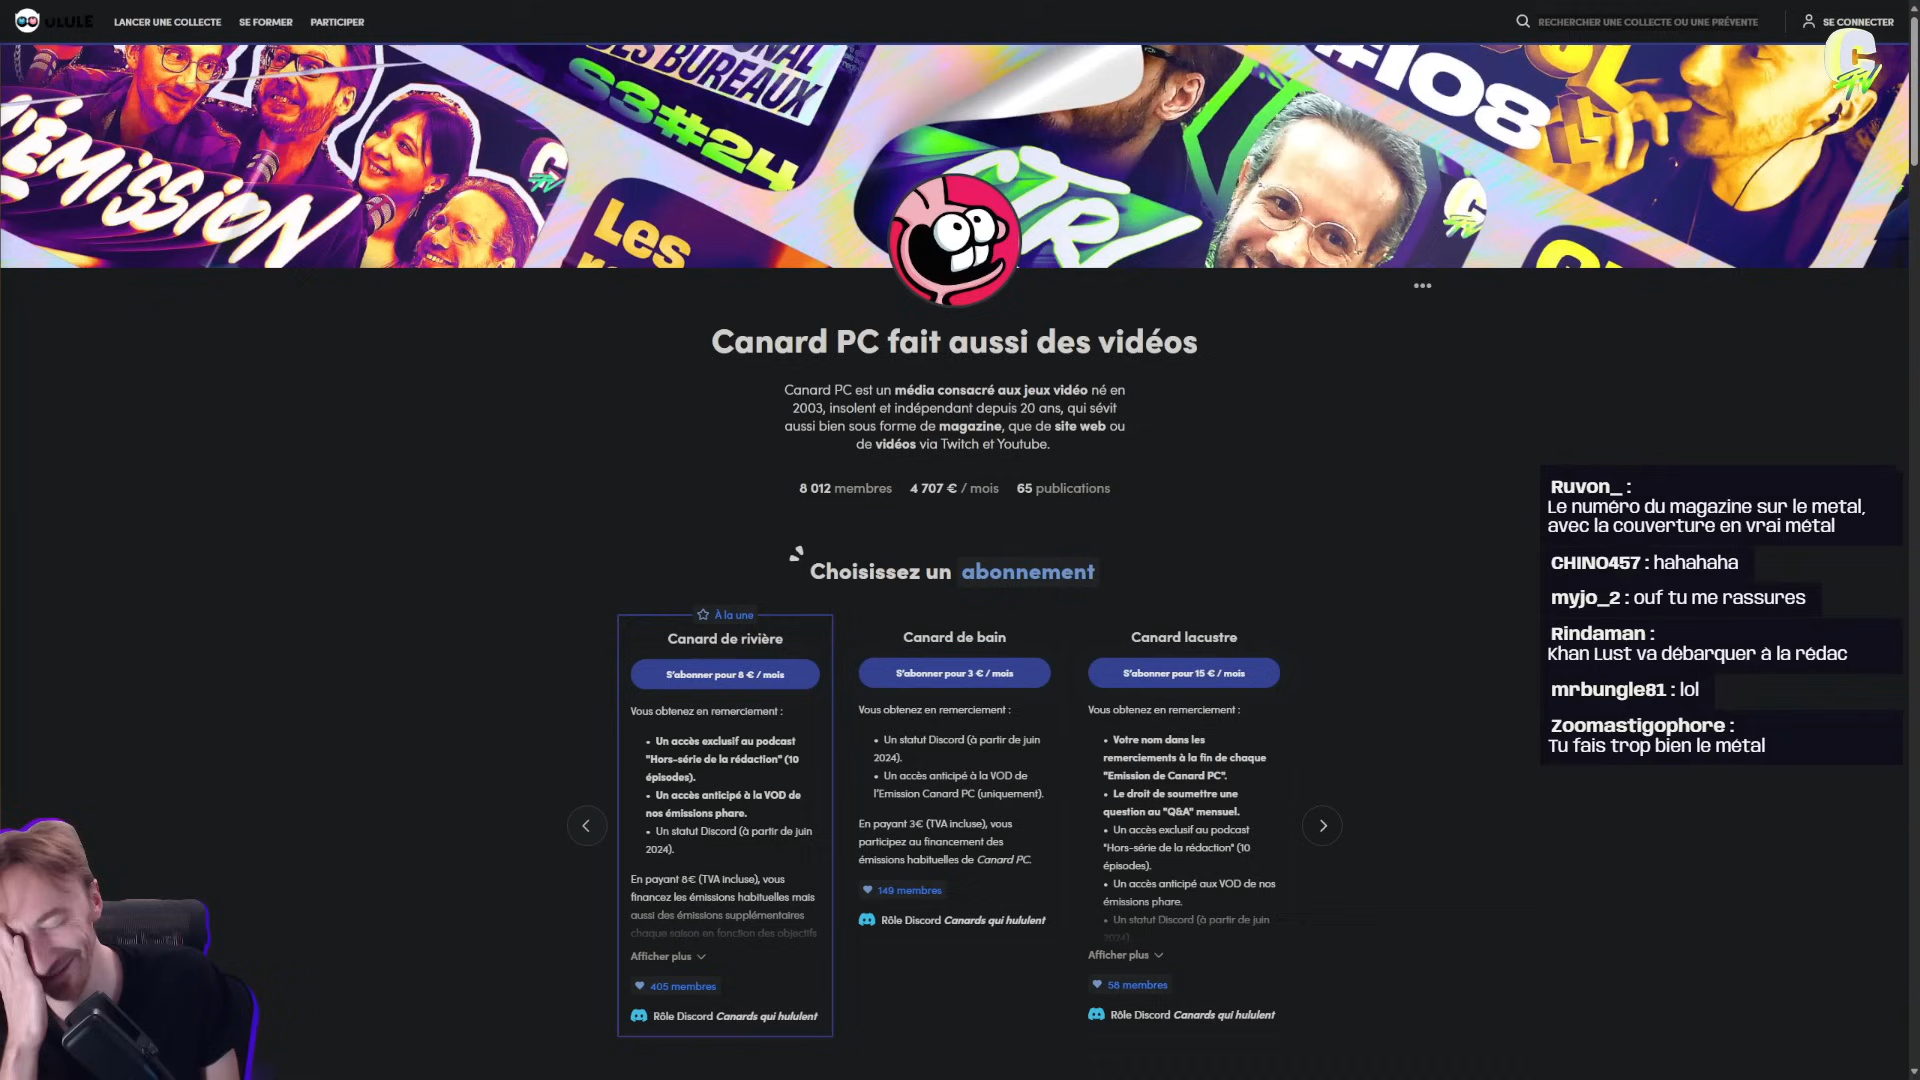 ULULE
LANCER UNE COLLECTE
SE FORMER
PARTICIPER
RECHERCHER UNE COLLECTE OU UNE PRÉVENTE
SE CONNECTER
L'ÉMISSION
DES BUREAUX
S3#24
Les
CTRL
#108
Canard PC fait aussi des vidéos
Canard PC est un média consacré aux jeux vidéo né en
2003, insolent et indépendant depuis 20 ans, qui sévit
aussi bien sous forme de magazine, que de site web ou
de vidéos via Twitch et Youtube.
8 012 membres 4 707 € / mois 65 publications
Choisissez un abonnement
À la une
Canard de rivière
S'abonner pour 8 € / mois
Vous obtenez en remerciement :
• Un accès exclusif au podcast
"Hors-série de la rédaction" (10
épisodes).
• Un accès anticipé à la VOD de
nos émissions phare.
• Un statut Discord (à partir de juin
2024).
En payant 8€ (TVA incluse), vous
financez les émissions habituelles mais
aussi des émissions supplémentaires
chaque saison en fonction des objectifs
Afficher plus
405 membres
Rôle Discord Canards qui hululent
Canard de bain
S'abonner pour 3 € / mois
Vous obtenez en remerciement :
• Un statut Discord (à partir de juin
2024).
• Un accès anticipé à la VOD de
l'Emission Canard PC (uniquement).
En payant 3€ (TVA incluse), vous
participez au financement des
émissions habituelles de Canard PC.
149 membres
Rôle Discord Canards qui hululent
Canard lacustre
S'abonner pour 15 € / mois
Vous obtenez en remerciement :
• Votre nom dans les
remerciements à la fin de chaque
"Emission de Canard PC".
• Le droit de soumettre une
question au "Q&A" mensuel.
• Un accès exclusif au podcast
"Hors-série de la rédaction" (10
épisodes).
• Un accès anticipé aux VOD de nos
émissions phare.
• Un statut Discord (à partir de juin
2024).
Afficher plus
58 membres
Rôle Discord Canards qui hululent
Ruvon_ :
Le numéro du magazine sur le metal,
avec la couverture en vrai métal
CHINO457 : hahahaha
myjo_2 : ouf tu me rassures
Rindaman :
Khan Lust va débarquer à la rédac
mrbungle81 : lol
Zoomastigophore :
Tu fais trop bien le métal